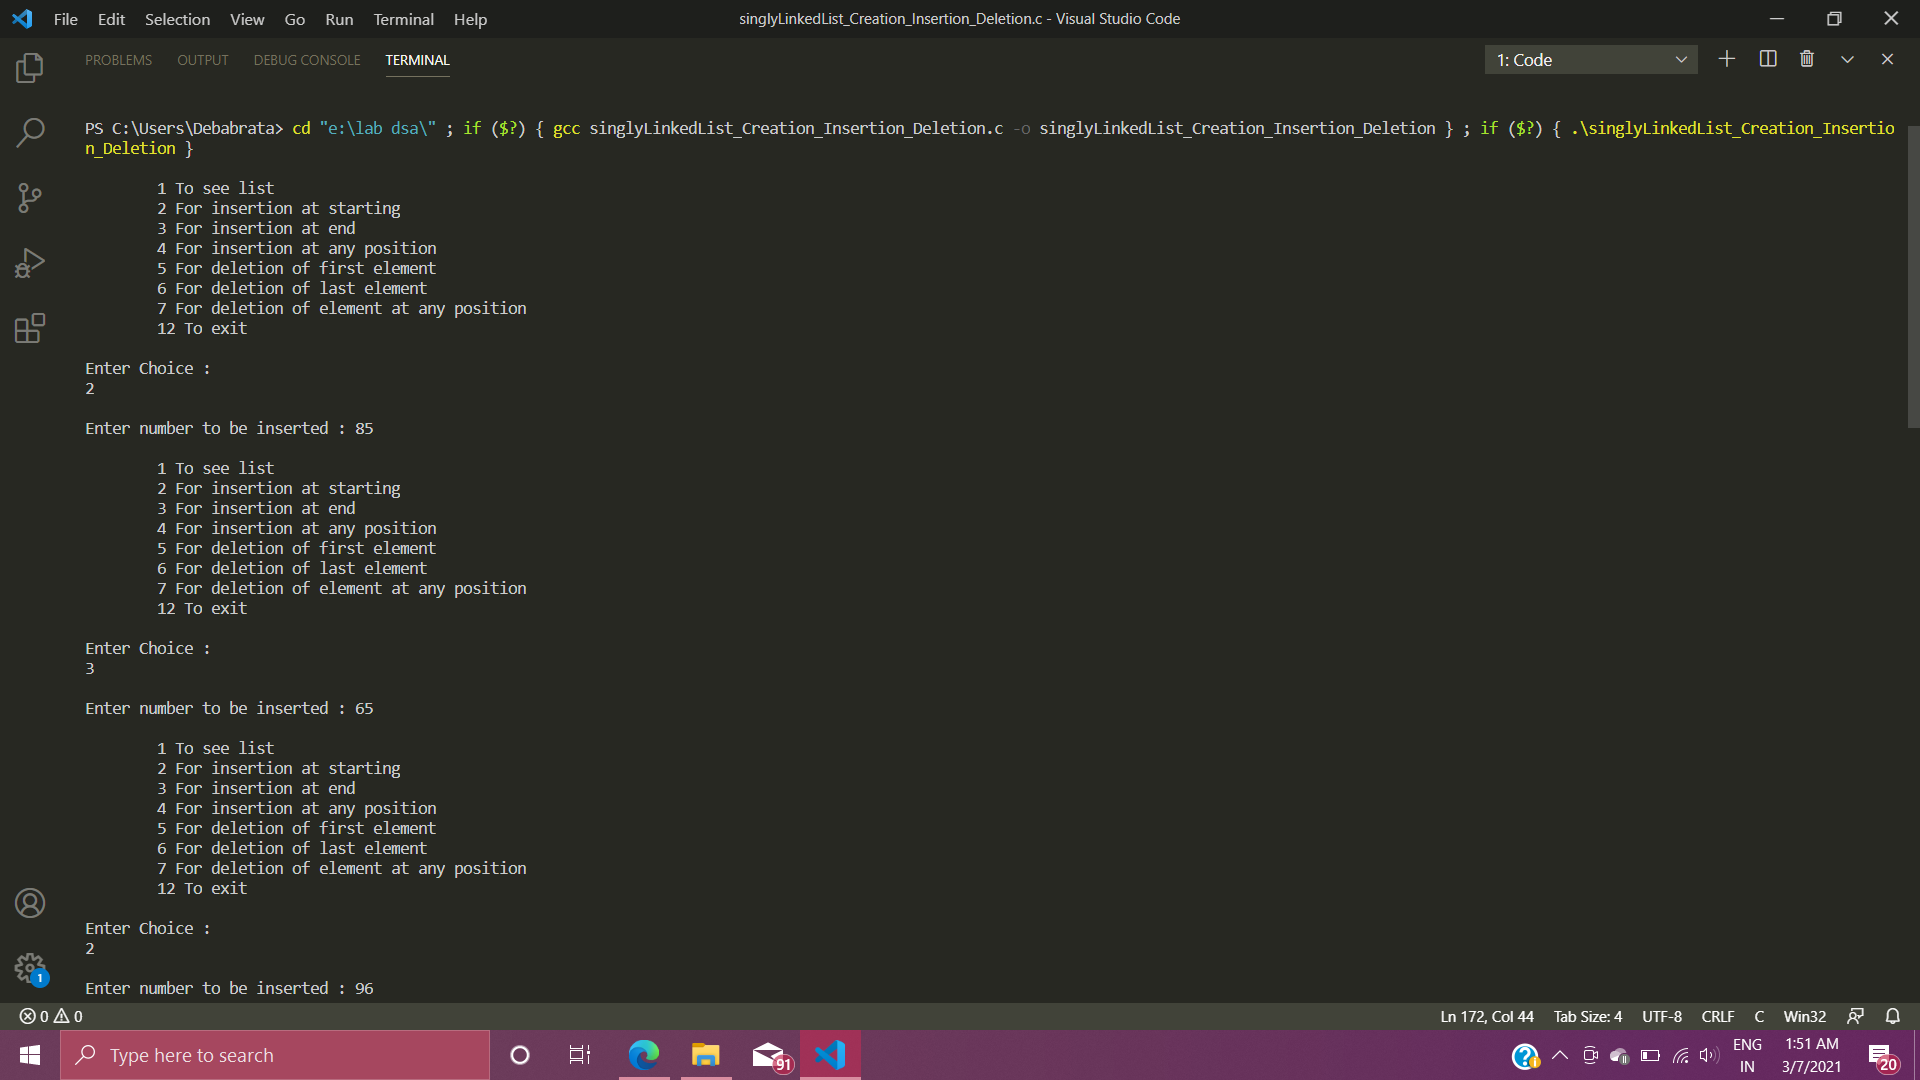 File Edit Selection View Go Run Terminal Help
singlyLinkedList_Creation_Insertion_Deletion.c - Visual Studio Code
PROBLEMS OUTPUT DEBUG CONSOLE TERMINAL
1: Code
PS C:\Users\Debabrata> cd "e:\lab dsa\" ; if ($?) { gcc singlyLinkedList_Creation_Insertion_Deletion.c -o singlyLinkedList_Creation_Insertion_Deletion } ; if ($?) { .\singlyLinkedList_Creation_Insertio
n_Deletion }
1 To see list
2 For insertion at starting
3 For insertion at end
4 For insertion at any position
5 For deletion of first element
6 For deletion of last element
7 For deletion of element at any position
12 To exit
Enter Choice :
2
Enter number to be inserted : 85
1 To see list
2 For insertion at starting
3 For insertion at end
4 For insertion at any position
5 For deletion of first element
6 For deletion of last element
7 For deletion of element at any position
12 To exit
Enter Choice :
3
Enter number to be inserted : 65
1 To see list
2 For insertion at starting
3 For insertion at end
4 For insertion at any position
5 For deletion of first element
6 For deletion of last element
7 For deletion of element at any position
12 To exit
Enter Choice :
2
Enter number to be inserted : 96
1
0 0
Ln 172, Col 44 Tab Size: 4 UTF-8 CRLF C Win32
Type here to search
91
ENG
IN
1:51 AM
3/7/2021
20